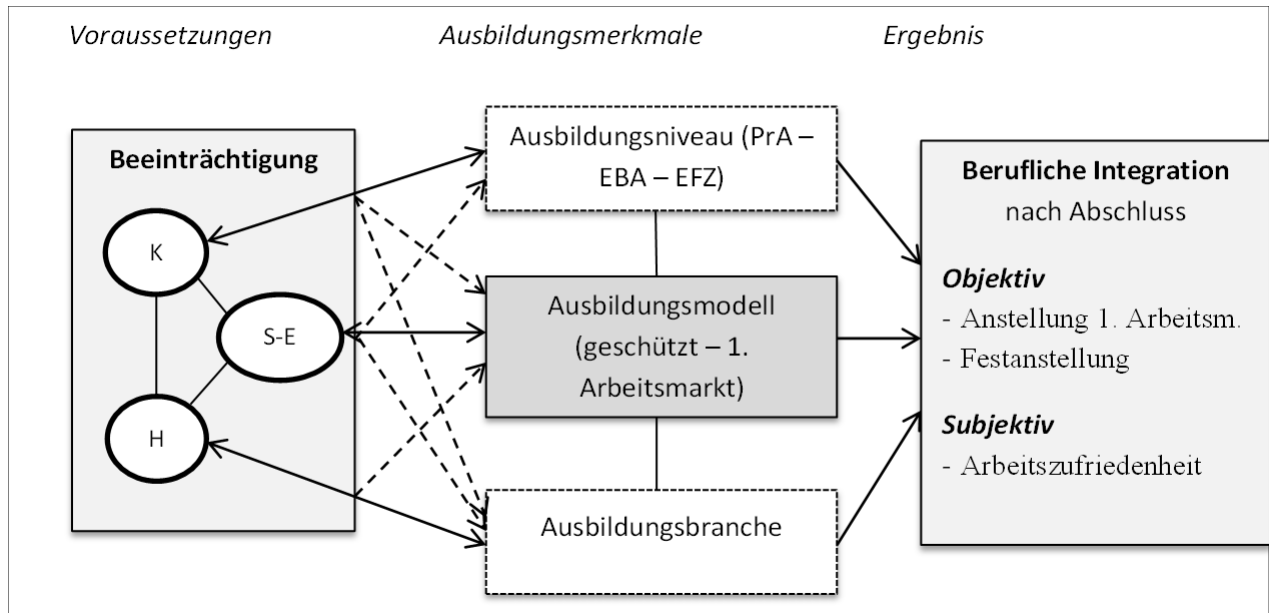 Voraussetzungen
Ausbildungsmerkmale
Ergebnis
Beeinträchtigung
K
S-E
H
Ausbildungsniveau (PrA –
EBA – EFZ)
Ausbildungsmodell
(geschützt – 1.
Arbeitsmarkt)
Ausbildungsbranche
Berufliche Integration
nach Abschluss
Objektiv
- Anstellung 1. Arbeitsm.
- Festanstellung
Subjektiv
- Arbeitszufriedenheit